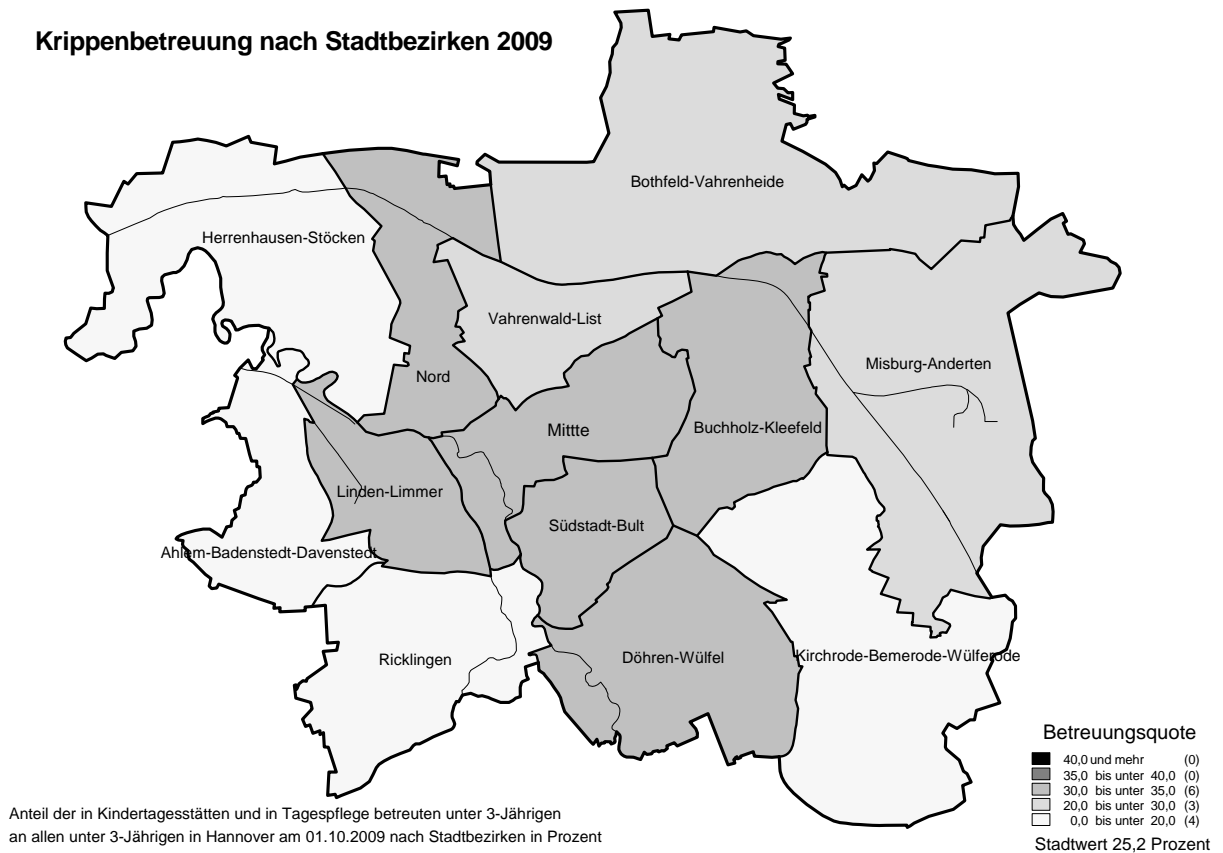 Krippenbetreuung nach Stadtbezirken 2009
Bothfeld-Vahrenheide
Herrenhausen-Stöcken
Vahrenwald-List
Misburg-Anderten
Nord
Mittte
Buchholz-Kleefeld
Linden-Limmer
Südstadt-Bult
Ahlem-Badenstedt-Davenstedt
Ricklingen
Döhren-Wülfel
Kirchrode-Bemerode-Wülferode
Betreuungsquote
40,0 und mehr (0)
35,0 bis unter 40,0 (0)
30,0 bis unter 35,0 (6)
20,0 bis unter 30,0 (3)
0,0 bis unter 20,0 (4)
Stadtwert 25,2 Prozent
Anteil der in Kindertagesstätten und in Tagespflege betreuten unter 3-Jährigen
an allen unter 3-Jährigen in Hannover am 01.10.2009 nach Stadtbezirken in Prozent